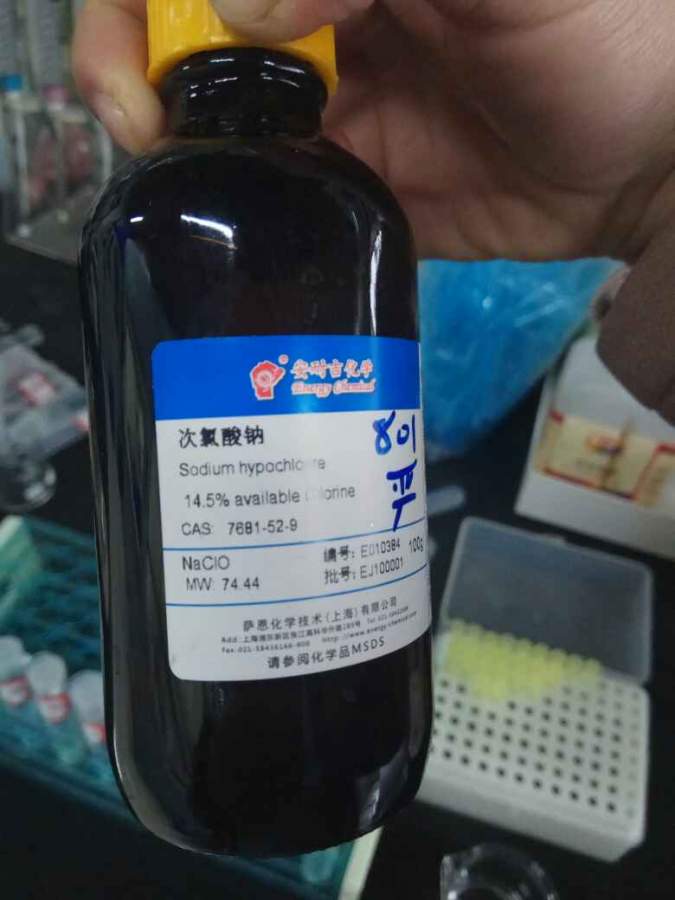 安耐吉化学
Energy Chemical
次氯酸钠
801
Sodium hypochlorite
严
14.5% available Chlorine
CAS: 7681-52-9
NaClO
编号: E010384 100g
MW: 74.44
批号: EJ100001
萨恩化学技术(上海)有限公司
请参阅化学品MSDS